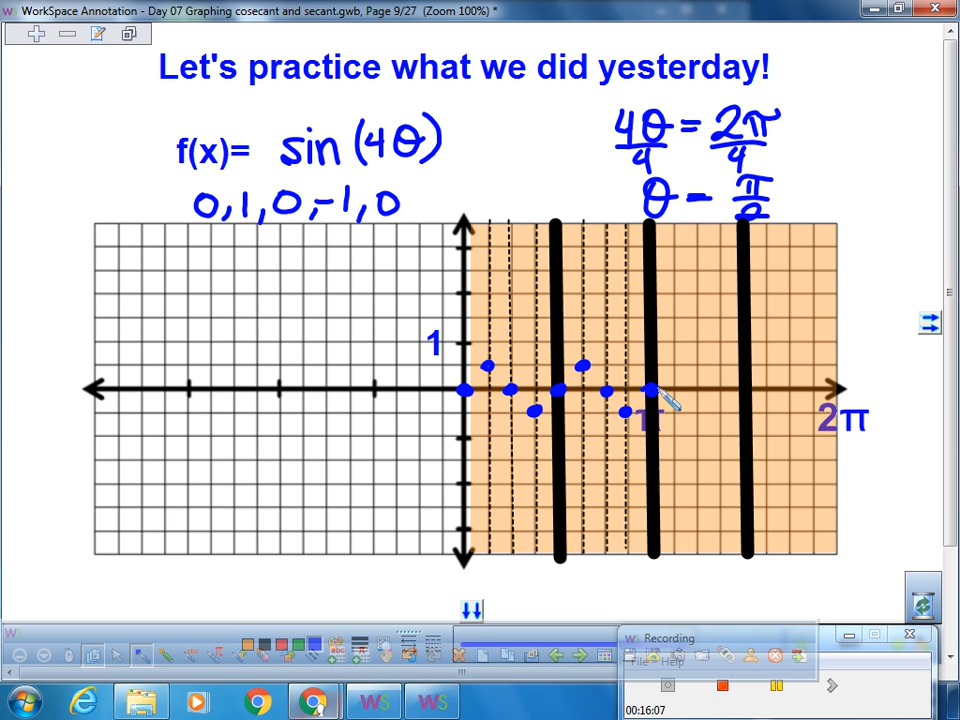 WorkSpace Annotation - Day 07 Graphing cosecant and secant.gwb, Page 9/27 (Zoom 100%) *
Let's practice what we did yesterday!
f(x)= sin (4θ)
0, 1, 0, -1, 0
4θ = 2π
4 4
θ = π
2
1
π
2π
Recording
File Help
00:16:07
WS WS